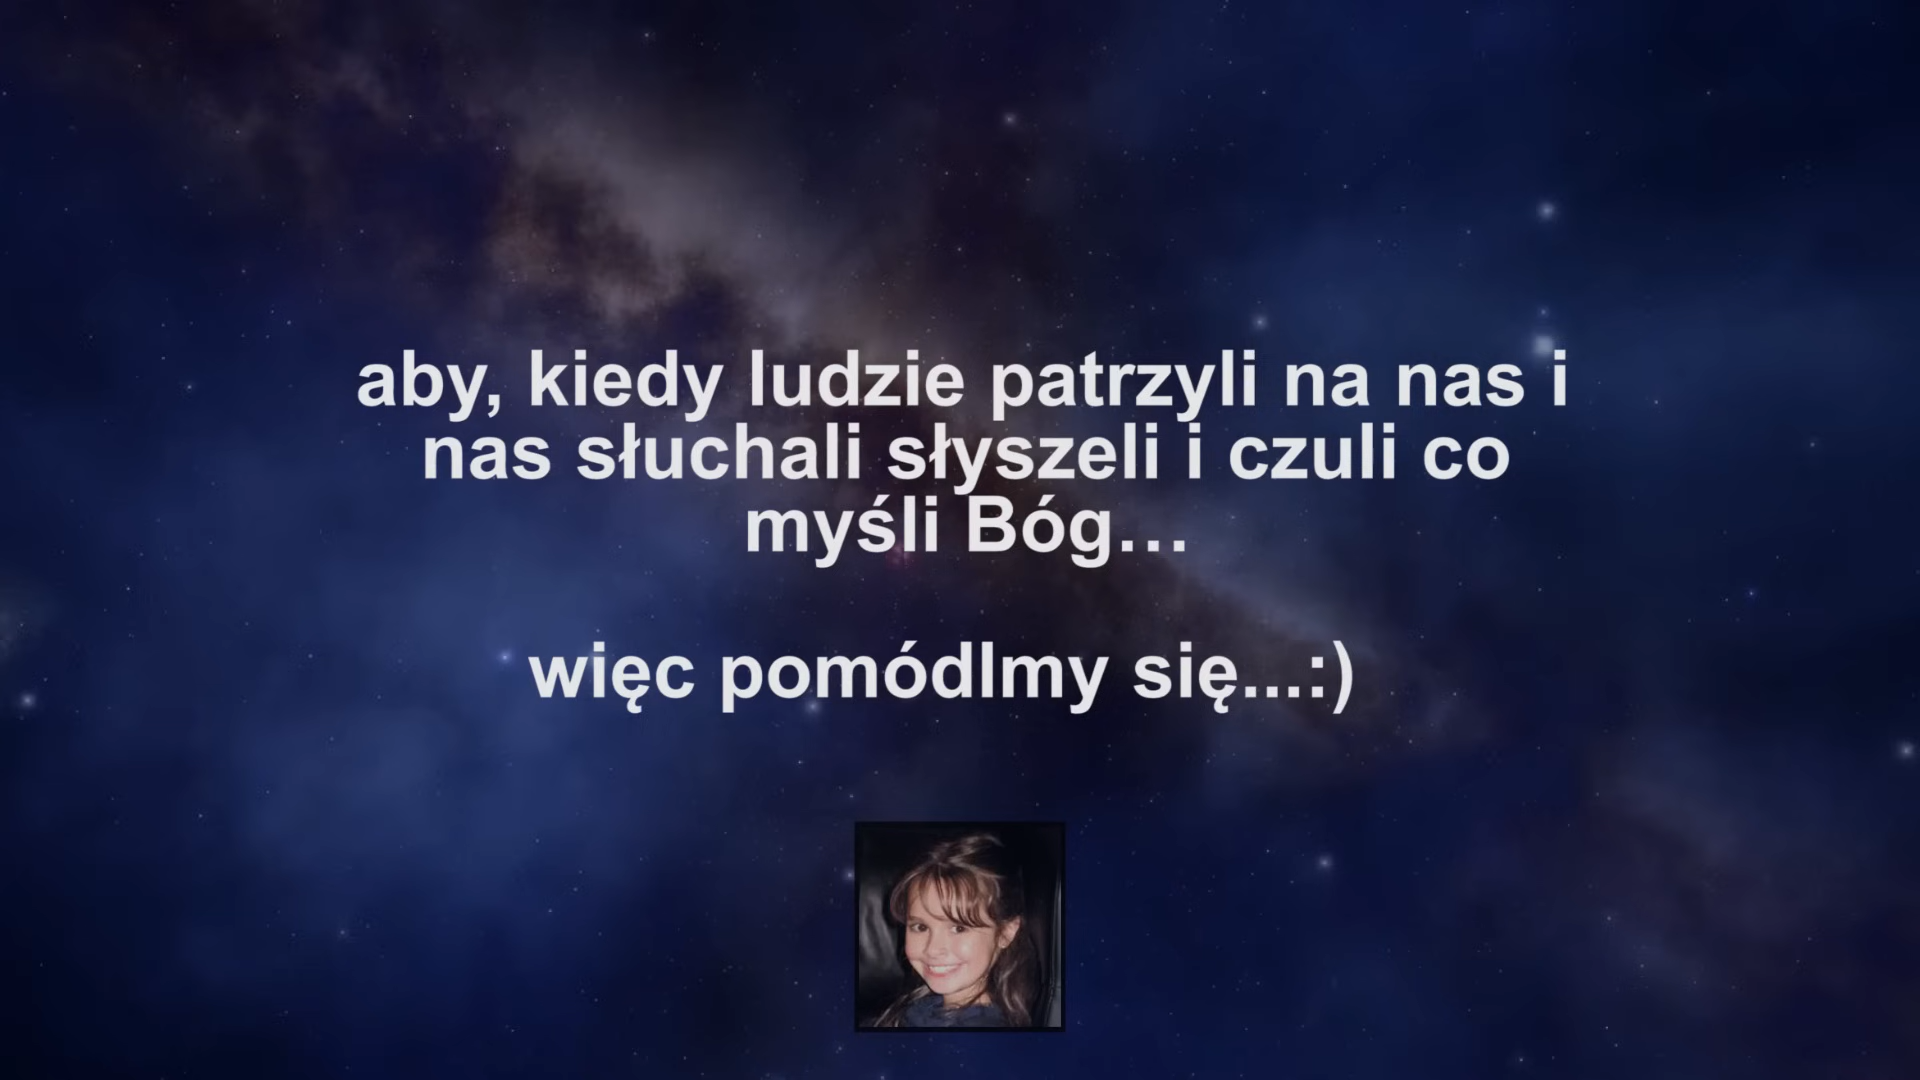 aby, kiedy ludzie patrzyli na nas i
nas słuchali słyszeli i czuli co
myśli Bóg…
więc pomódlmy się...:)